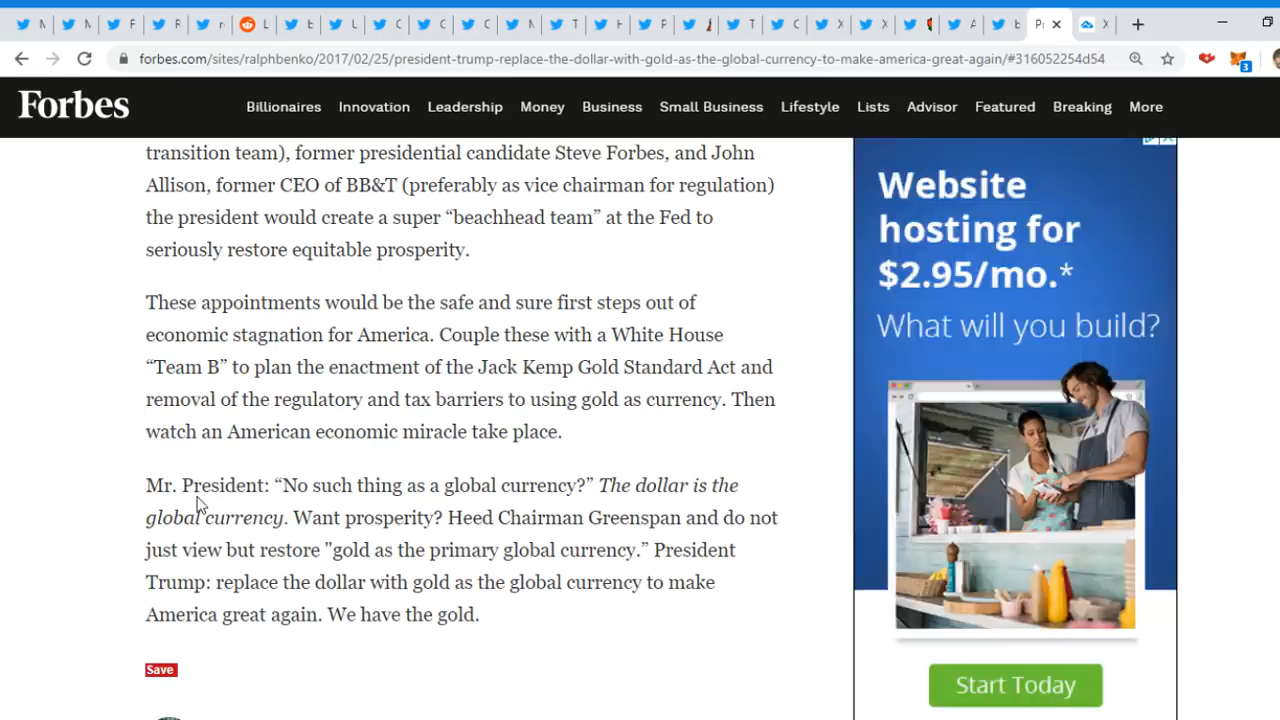 forbes.com/sites/ralphbenko/2017/02/25/president-trump-replace-the-dollar-with-gold-as-the-global-currency-to-make-america-great-again/#316052254d54
3
Forbes
Billionaires Innovation Leadership Money Business Small Business Lifestyle Lists Advisor Featured Breaking More
transition team), former presidential candidate Steve Forbes, and John
Allison, former CEO of BB&T (preferably as vice chairman for regulation)
the president would create a super “beachhead team” at the Fed to
seriously restore equitable prosperity.
These appointments would be the safe and sure first steps out of
economic stagnation for America. Couple these with a White House
“Team B” to plan the enactment of the Jack Kemp Gold Standard Act and
removal of the regulatory and tax barriers to using gold as currency. Then
watch an American economic miracle take place.
Mr. President: “No such thing as a global currency?” The dollar is the
global currency. Want prosperity? Heed Chairman Greenspan and do not
just view but restore "gold as the primary global currency.” President
Trump: replace the dollar with gold as the global currency to make
America great again. We have the gold.
Save
Website
hosting for
$2.95/mo.*
What will you build?
Start Today